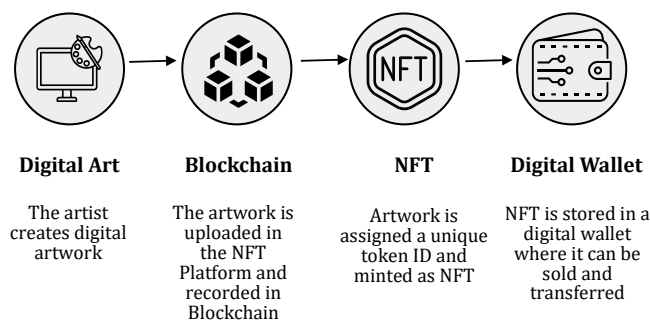 NFT
Digital Art
The artist
creates digital
artwork
Blockchain
The artwork is
uploaded in
the NFT
Platform and
recorded in
Blockchain
NFT
Artwork is
assigned a unique
token ID and
minted as NFT
Digital Wallet
NFT is stored in a
digital wallet
where it can be
sold and
transferred